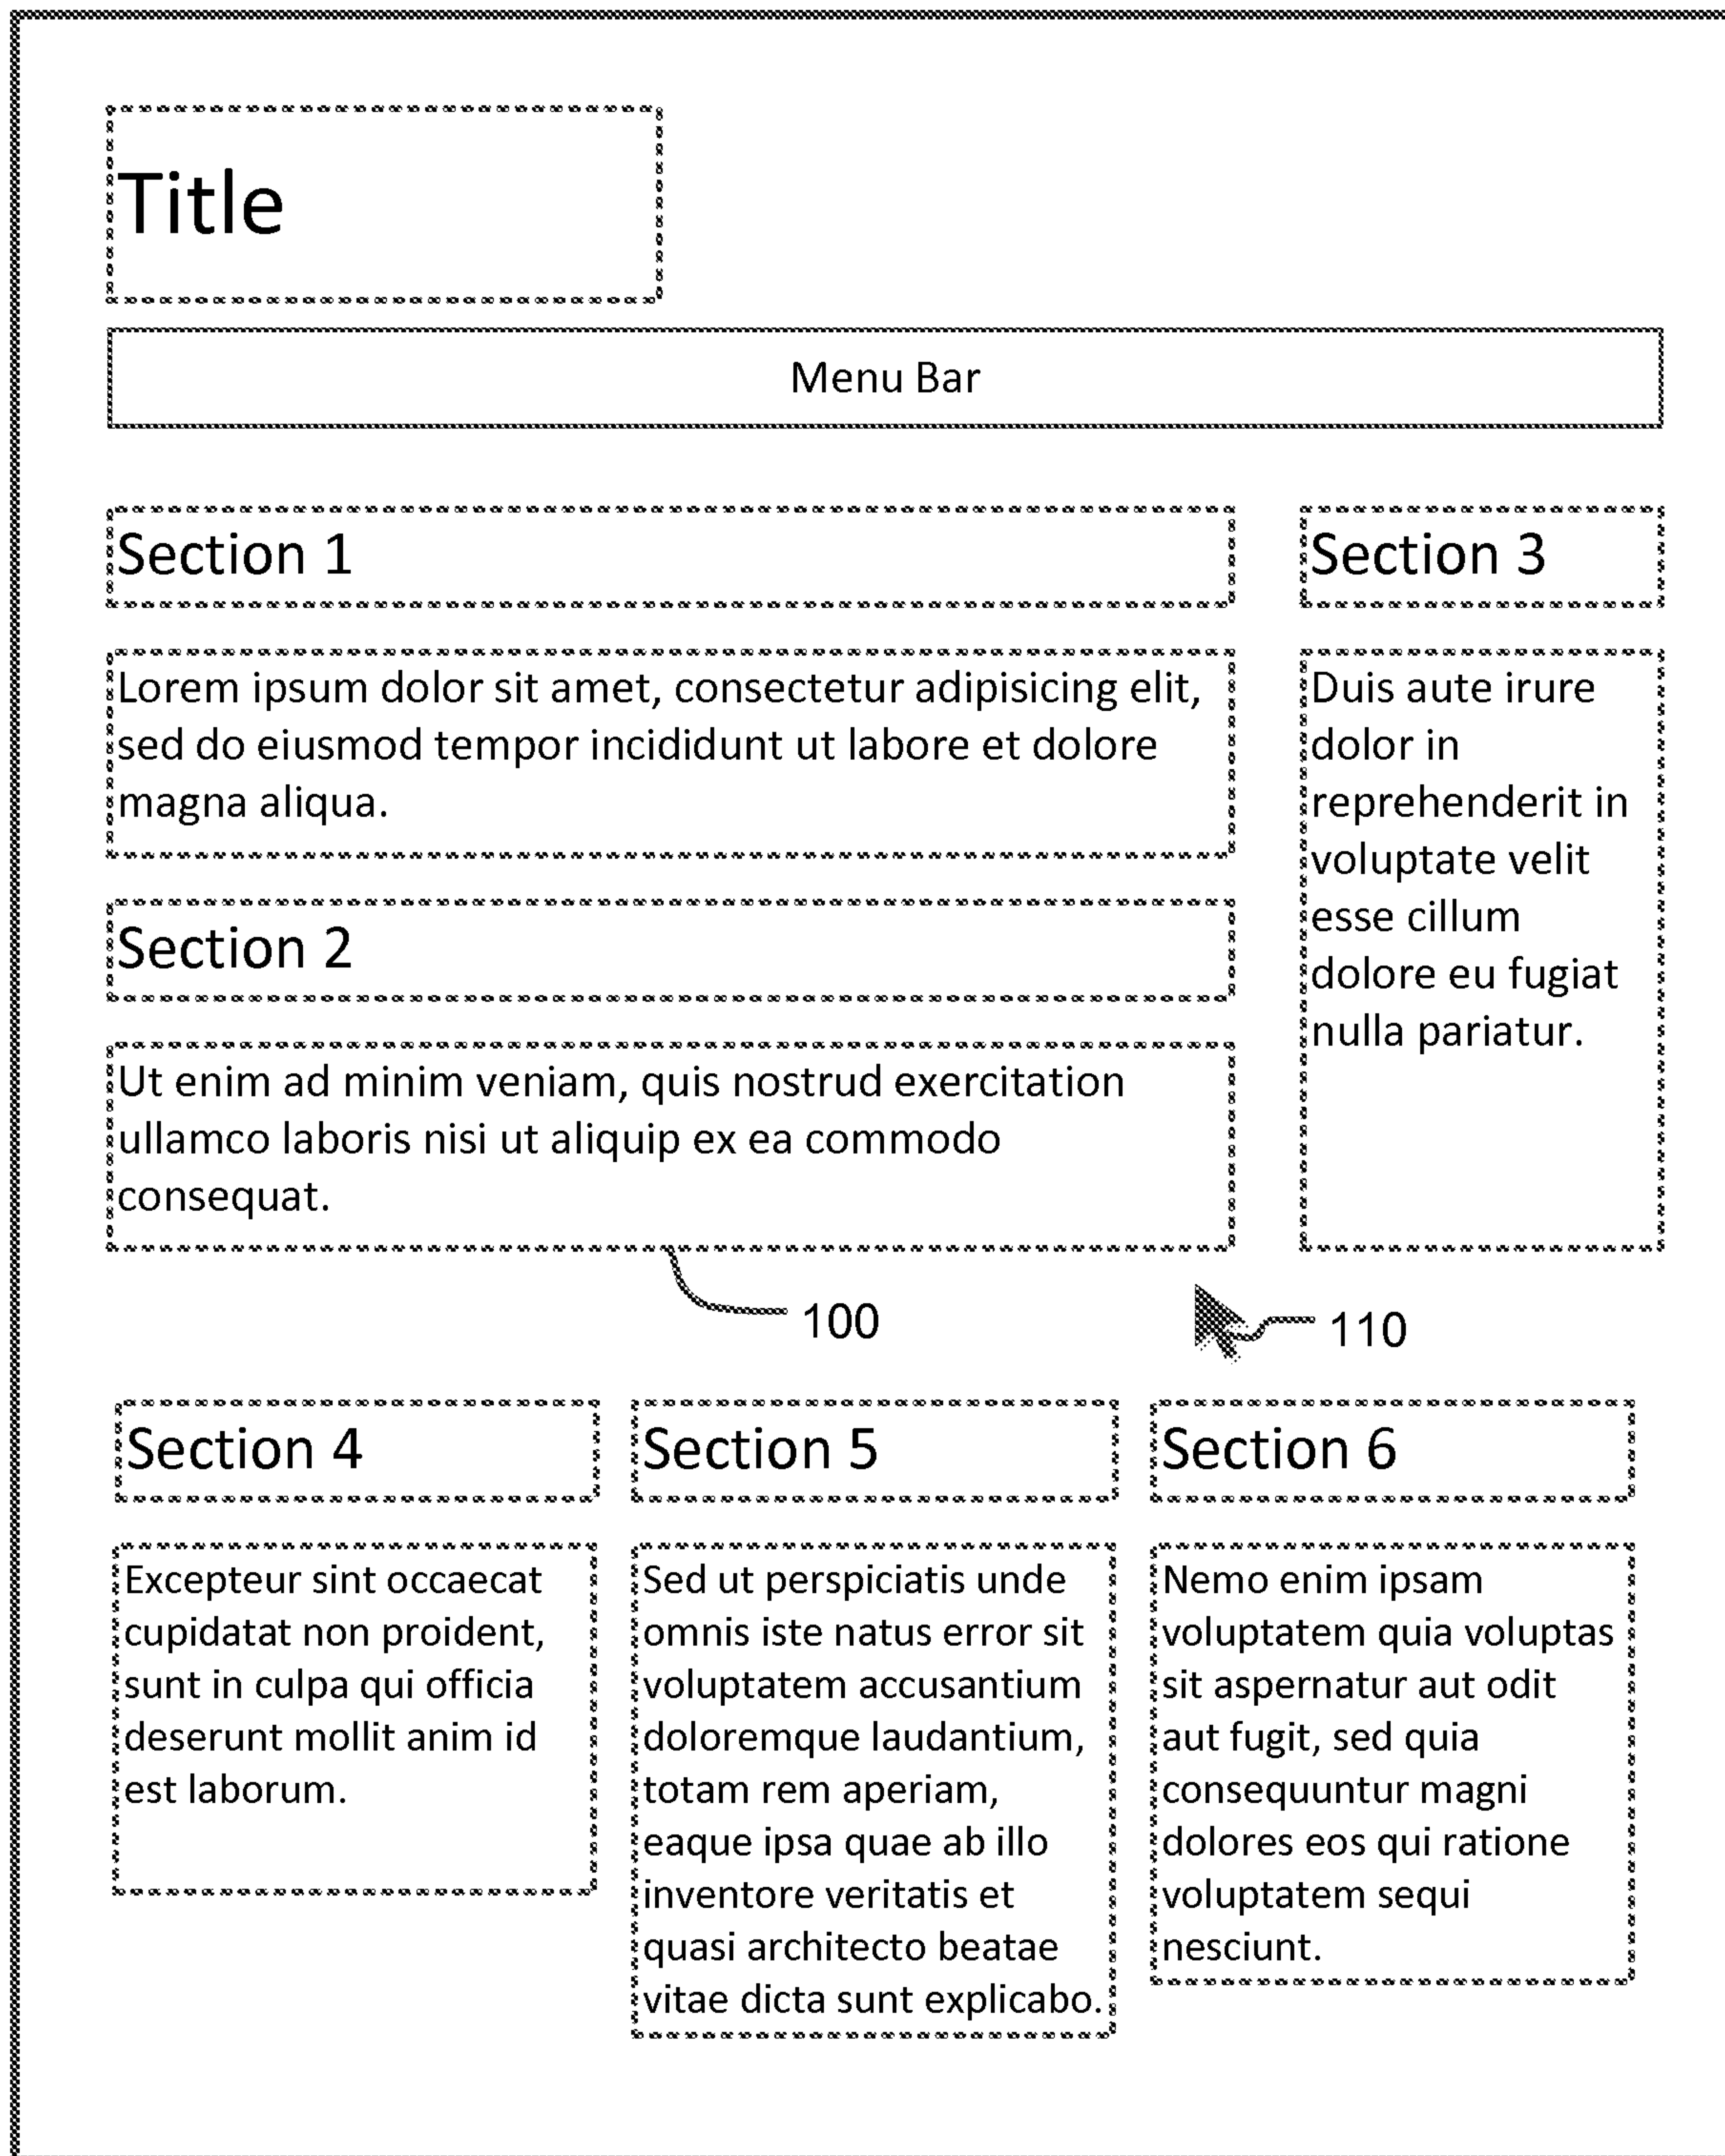 Title
Menu Bar
Section 1
Lorem ipsum dolor sit amet, consectetur adipisicing elit,
sed do eiusmod tempor incididunt ut labore et dolore
magna aliqua.
Section 2
Ut enim ad minim veniam, quis nostrud exercitation
ullamco laboris nisi ut aliquip ex ea commodo
consequat.
Section 3
Duis aute irure
dolor in
reprehenderit in
voluptate velit
esse cillum
dolore eu fugiat
nulla pariatur.
100
110
Section 4
Excepteur sint occaecat
cupidatat non proident,
sunt in culpa qui officia
deserunt mollit anim id
est laborum.
Section 5
Sed ut perspiciatis unde
omnis iste natus error sit
voluptatem accusantium
doloremque laudantium,
totam rem aperiam,
eaque ipsa quae ab illo
inventore veritatis et
quasi architecto beatae
vitae dicta sunt explicabo.
Section 6
Nemo enim ipsam
voluptatem quia voluptas
sit aspernatur aut odit
aut fugit, sed quia
consequuntur magni
dolores eos qui ratione
voluptatem sequi
nesciunt.